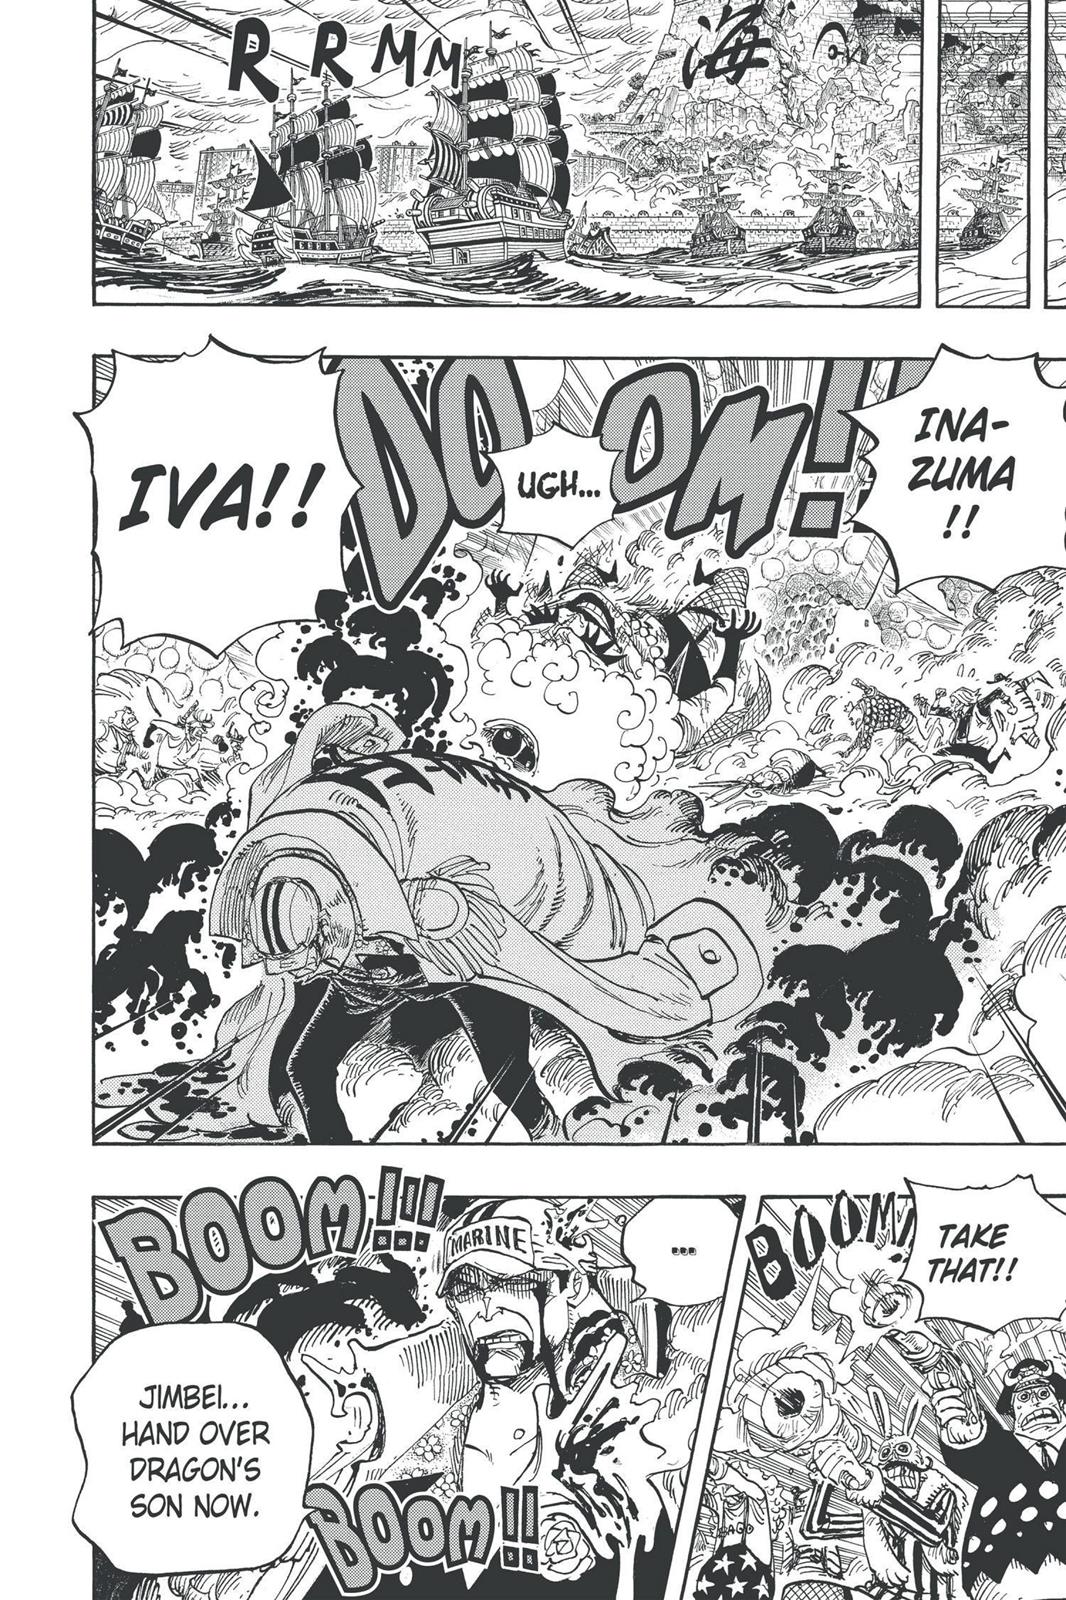 RRMM
海
DOOM!!
IVA!!
UGH...
INA-
ZUMA
!!
BOOM!!!
MARINE
...
BOOM
TAKE
THAT!!
JIMBEI...
HAND OVER
DRAGON'S
SON NOW.
BOOM!!